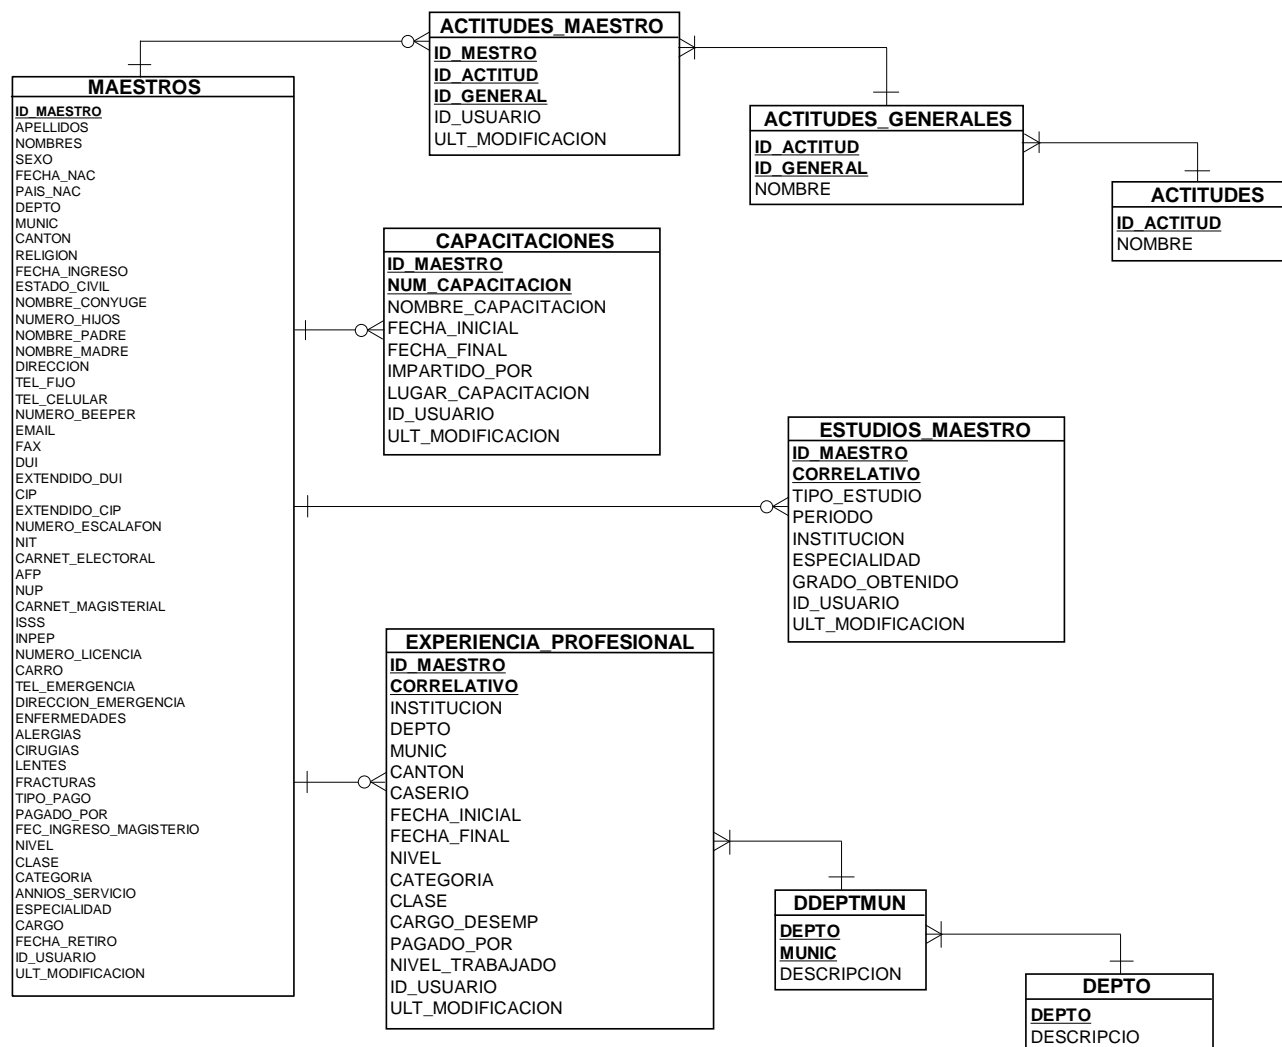 ACTITUDES_MAESTRO
ID_MESTRO
ID_ACTITUD
ID_GENERAL
ID_USUARIO
ULT_MODIFICACION
MAESTROS
ID_MAESTRO
APELLIDOS
NOMBRES
SEXO
FECHA_NAC
PAIS_NAC
DEPTO
MUNIC
CANTON
RELIGION
FECHA_INGRESO
ESTADO_CIVIL
NOMBRE_CONYUGE
NUMERO_HIJOS
NOMBRE_PADRE
NOMBRE_MADRE
DIRECCION
TEL_FIJO
TEL_CELULAR
NUMERO_BEEPER
EMAIL
FAX
DUI
EXTENDIDO_DUI
CIP
EXTENDIDO_CIP
NUMERO_ESCALAFON
NIT
CARNET_ELECTORAL
AFP
NUP
CARNET_MAGISTERIAL
ISSS
INPEP
NUMERO_LICENCIA
CARRO
TEL_EMERGENCIA
DIRECCION_EMERGENCIA
ENFERMEDADES
ALERGIAS
CIRUGIAS
LENTES
FRACTURAS
TIPO_PAGO
PAGADO_POR
FEC_INGRESO_MAGISTERIO
NIVEL
CLASE
CATEGORIA
ANNIOS_SERVICIO
ESPECIALIDAD
CARGO
FECHA_RETIRO
ID_USUARIO
ULT_MODIFICACION
ACTITUDES_GENERALES
ID_ACTITUD
ID_GENERAL
NOMBRE
ACTITUDES
ID_ACTITUD
NOMBRE
CAPACITACIONES
ID_MAESTRO
NUM_CAPACITACION
NOMBRE_CAPACITACION
FECHA_INICIAL
FECHA_FINAL
IMPARTIDO_POR
LUGAR_CAPACITACION
ID_USUARIO
ULT_MODIFICACION
ESTUDIOS_MAESTRO
ID_MAESTRO
CORRELATIVO
TIPO_ESTUDIO
PERIODO
INSTITUCION
ESPECIALIDAD
GRADO_OBTENIDO
ID_USUARIO
ULT_MODIFICACION
EXPERIENCIA_PROFESIONAL
ID_MAESTRO
CORRELATIVO
INSTITUCION
DEPTO
MUNIC
CANTON
CASERIO
FECHA_INICIAL
FECHA_FINAL
NIVEL
CATEGORIA
CLASE
CARGO_DESEMP
PAGADO_POR
NIVEL_TRABAJADO
ID_USUARIO
ULT_MODIFICACION
DDEPTMUN
DEPTO
MUNIC
DESCRIPCION
DEPTO
DEPTO
DESCRIPCIO